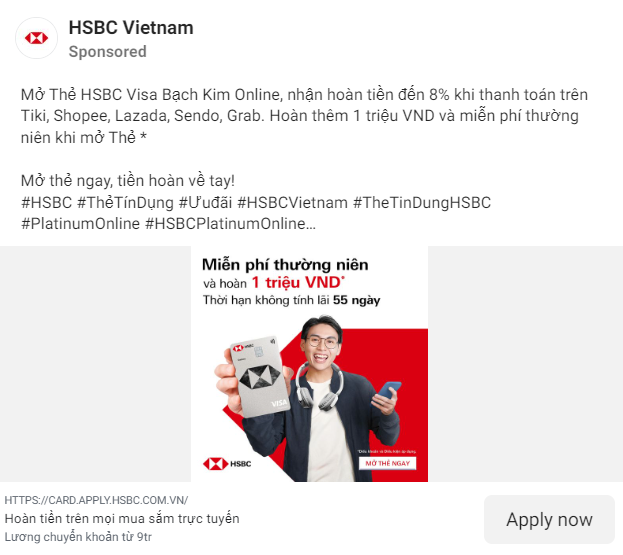 HSBC Vietnam
Sponsored
Mở Thẻ HSBC Visa Bạch Kim Online, nhận hoàn tiền đến 8% khi thanh toán trên
Tiki, Shopee, Lazada, Sendo, Grab. Hoàn thêm 1 triệu VND và miễn phí thường
niên khi mở Thẻ *
Mở thẻ ngay, tiền hoàn về tay!
#HSBC #ThẻTínDụng #Ưuđãi #HSBCVietnam #TheTinDungHSBC
#PlatinumOnline #HSBCPlatinumOnline…
Miễn phí thường niên
và hoàn 1 triệu VND*
Thời hạn không tính lãi 55 ngày
HSBC
VISA
*Điều khoản và điều kiện áp dụng.
HSBC
MỞ THẺ NGAY
HTTPS://CARD.APPLY.HSBC.COM.VN/
Hoàn tiền trên mọi mua sắm trực tuyến
Lương chuyển khoản từ 9tr
Apply now